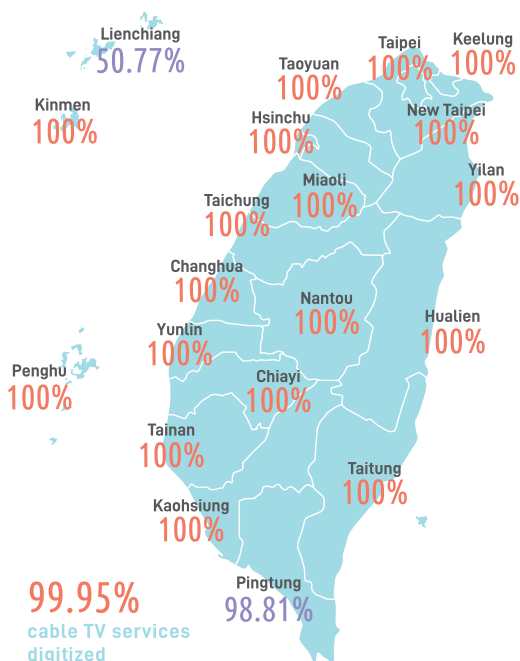 Lienchiang
50.77%
Taipei
100%
Keelung
100%
Taoyuan
100%
Kinmen
100%
New Taipei
100%
Hsinchu
100%
Yilan
100%
Miaoli
100%
Taichung
100%
Changhua
100%
Nantou
100%
Hualien
100%
Yunlin
100%
Penghu
100%
Chiayi
100%
Tainan
100%
Taitung
100%
Kaohsiung
100%
Pingtung
98.81%
99.95%
cable TV services
digitized